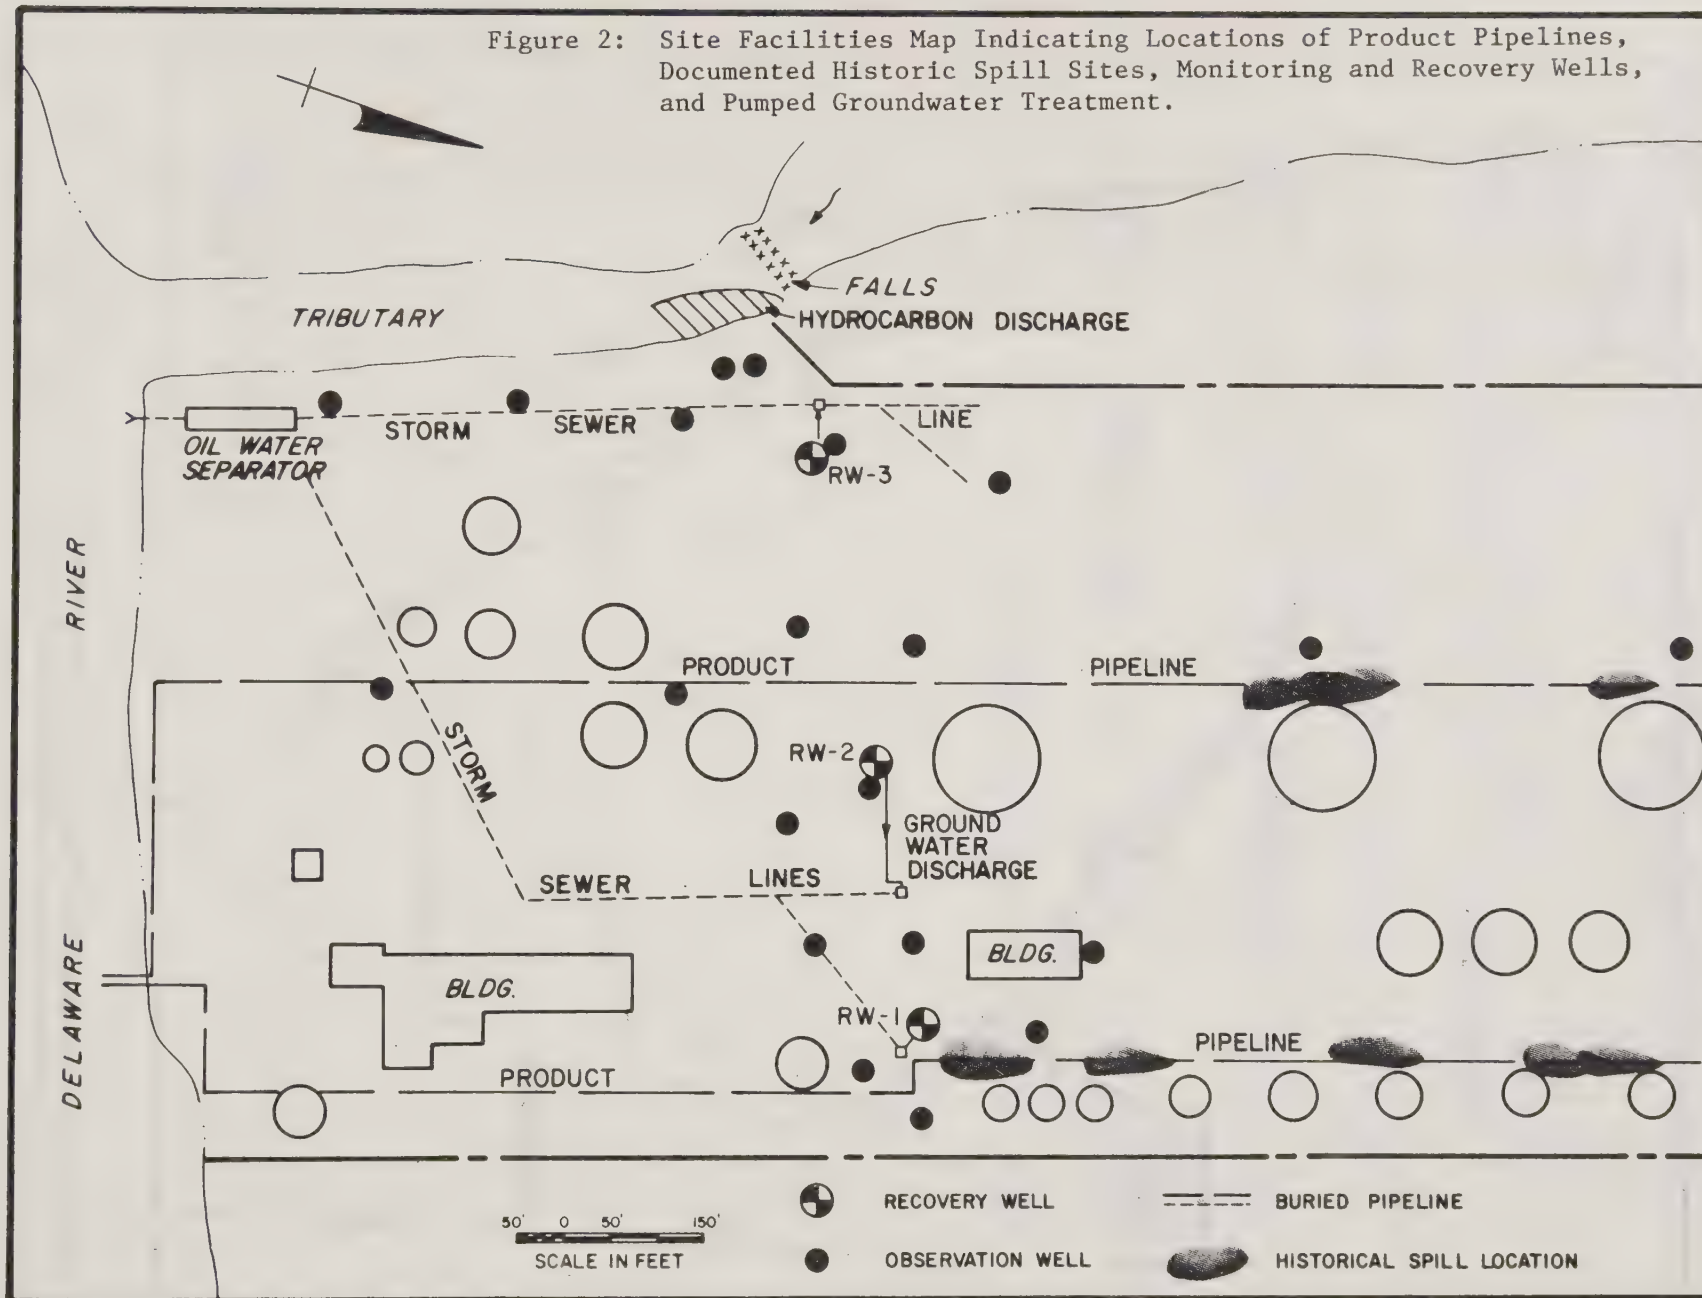 Figure 2: Site Facilities Map Indicating Locations of Product Pipelines,
Documented Historic Spill Sites, Monitoring and Recovery Wells,
and Pumped Groundwater Treatment.
FALLS
TRIBUTARY
HYDROCARBON DISCHARGE
STORM SEWER LINE
OIL WATER
SEPARATOR
RW-3
RIVER
PRODUCT PIPELINE
STORM
RW-2
GROUND
WATER
DISCHARGE
SEWER LINES
DELAWARE
BLDG.
BLDG.
RW-1
PIPELINE
PRODUCT
RECOVERY WELL
BURIED PIPELINE
50' 0 50' 150'
SCALE IN FEET
OBSERVATION WELL
HISTORICAL SPILL LOCATION